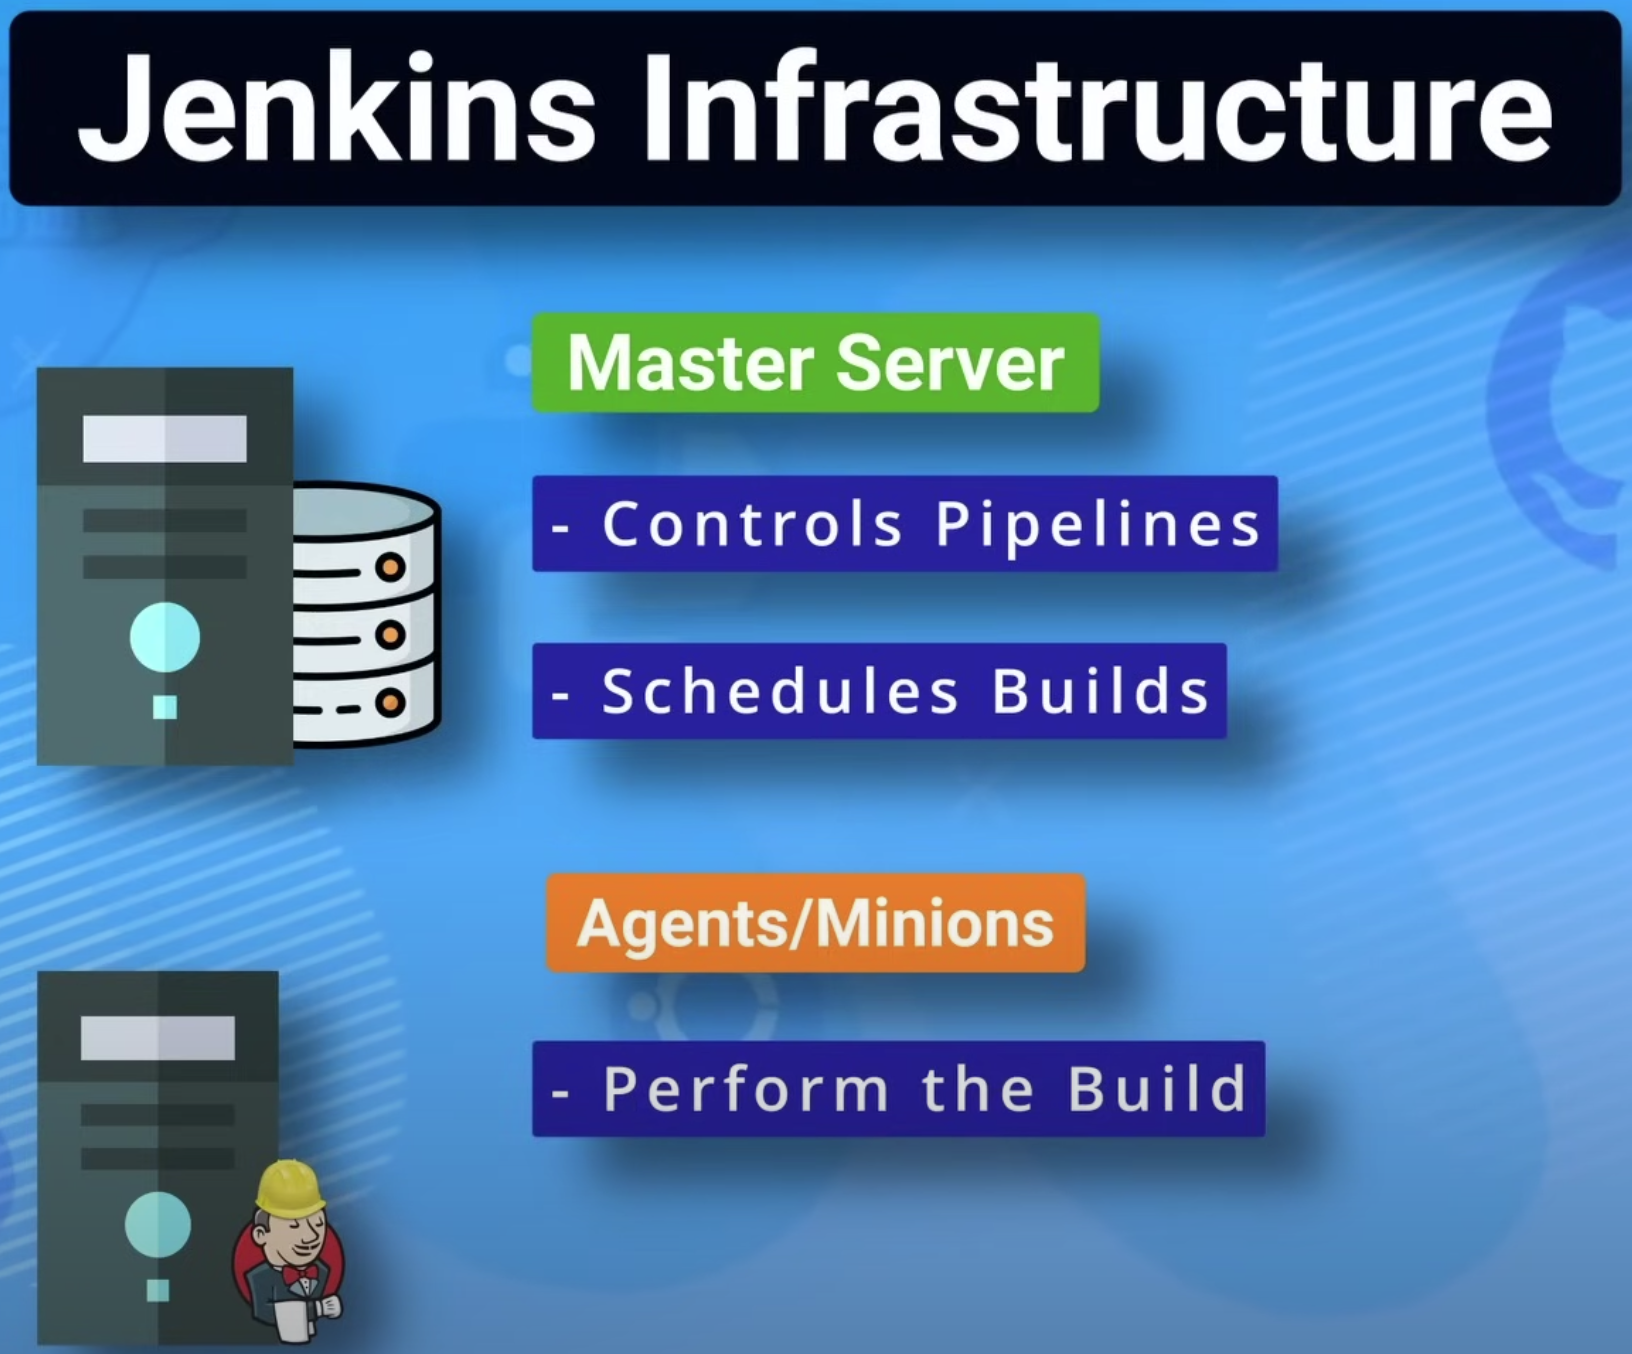 Jenkins Infrastructure
Master Server
- Controls Pipelines
- Schedules Builds
Agents/Minions
- Perform the Build